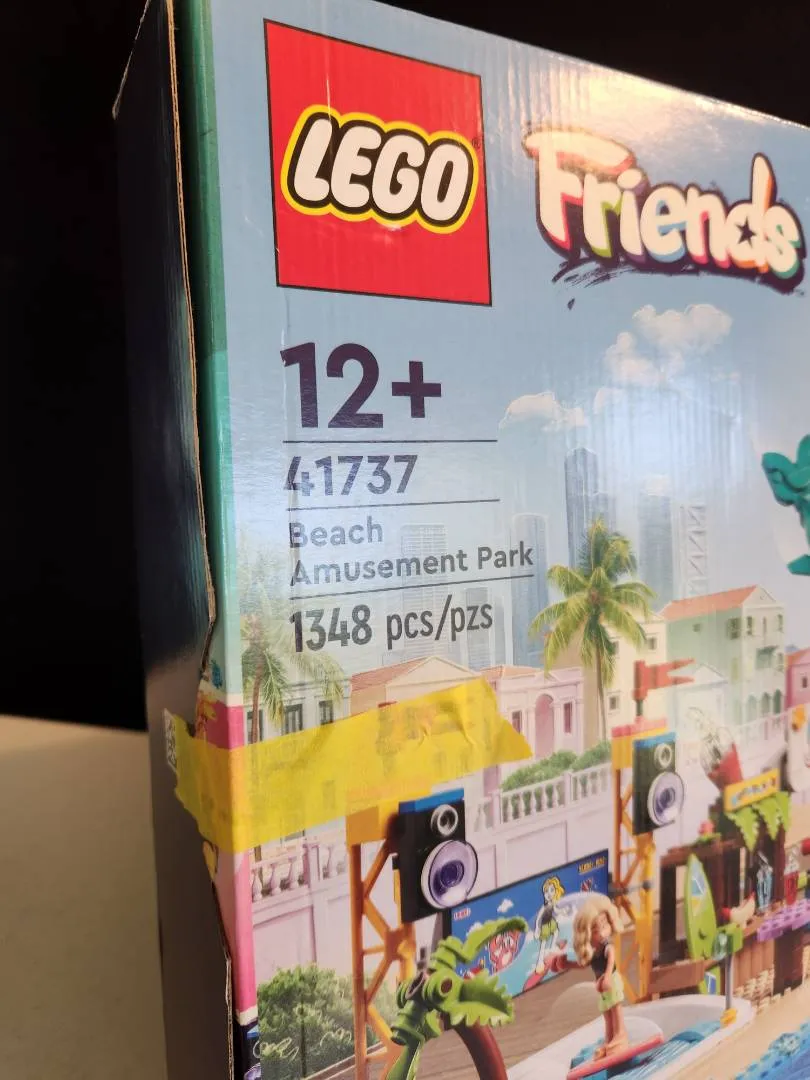 LEGO
Friends
12+
41737
Beach
Amusement Park
1348 pcs/pzs